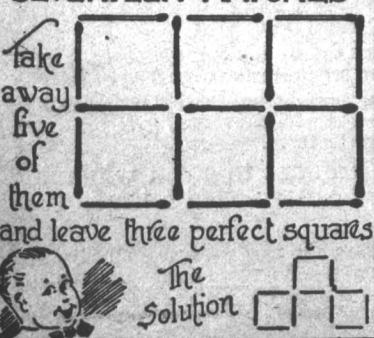 Take
away
five
of
them
and leave three perfect squares
The
Solution